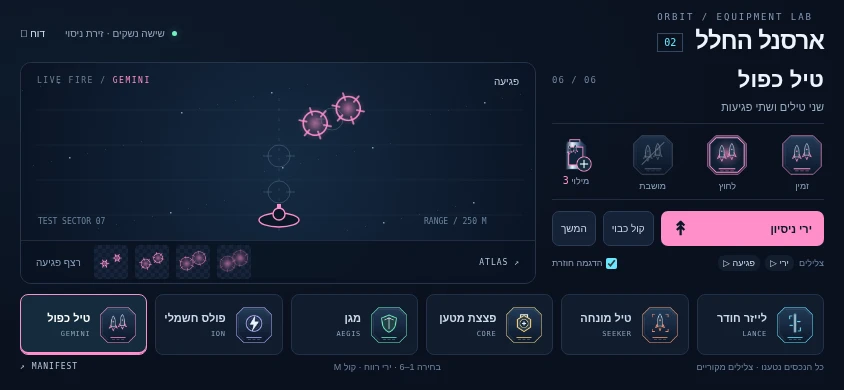 ORBIT / EQUIPMENT LAB
ארסנל החלל 02
שישה נשקים · זירת ניסוי
דוח
טיל כפול
06 / 06
שני טילים ושתי פגיעות
זמין
לחוץ
מושבת
מילוי 3
ירי ניסיון
קול כבוי
המשך
צלילים
ירי ▷
פגיעה ▷
הדגמה חוזרת
LIVE FIRE / GEMINI
פגיעה
TEST SECTOR 07
RANGE / 250 M
רצף פגיעה
ATLAS ↗
לייזר חודר
LANCE
טיל מונחה
SEEKER
פצצת מטען
CORE
מגן
AEGIS
פולס חשמלי
ION
טיל כפול
GEMINI
כל הנכסים נטענו · צלילים מקוריים
בחירה 1–6 · ירי רווח · קול M
MANIFEST ↗